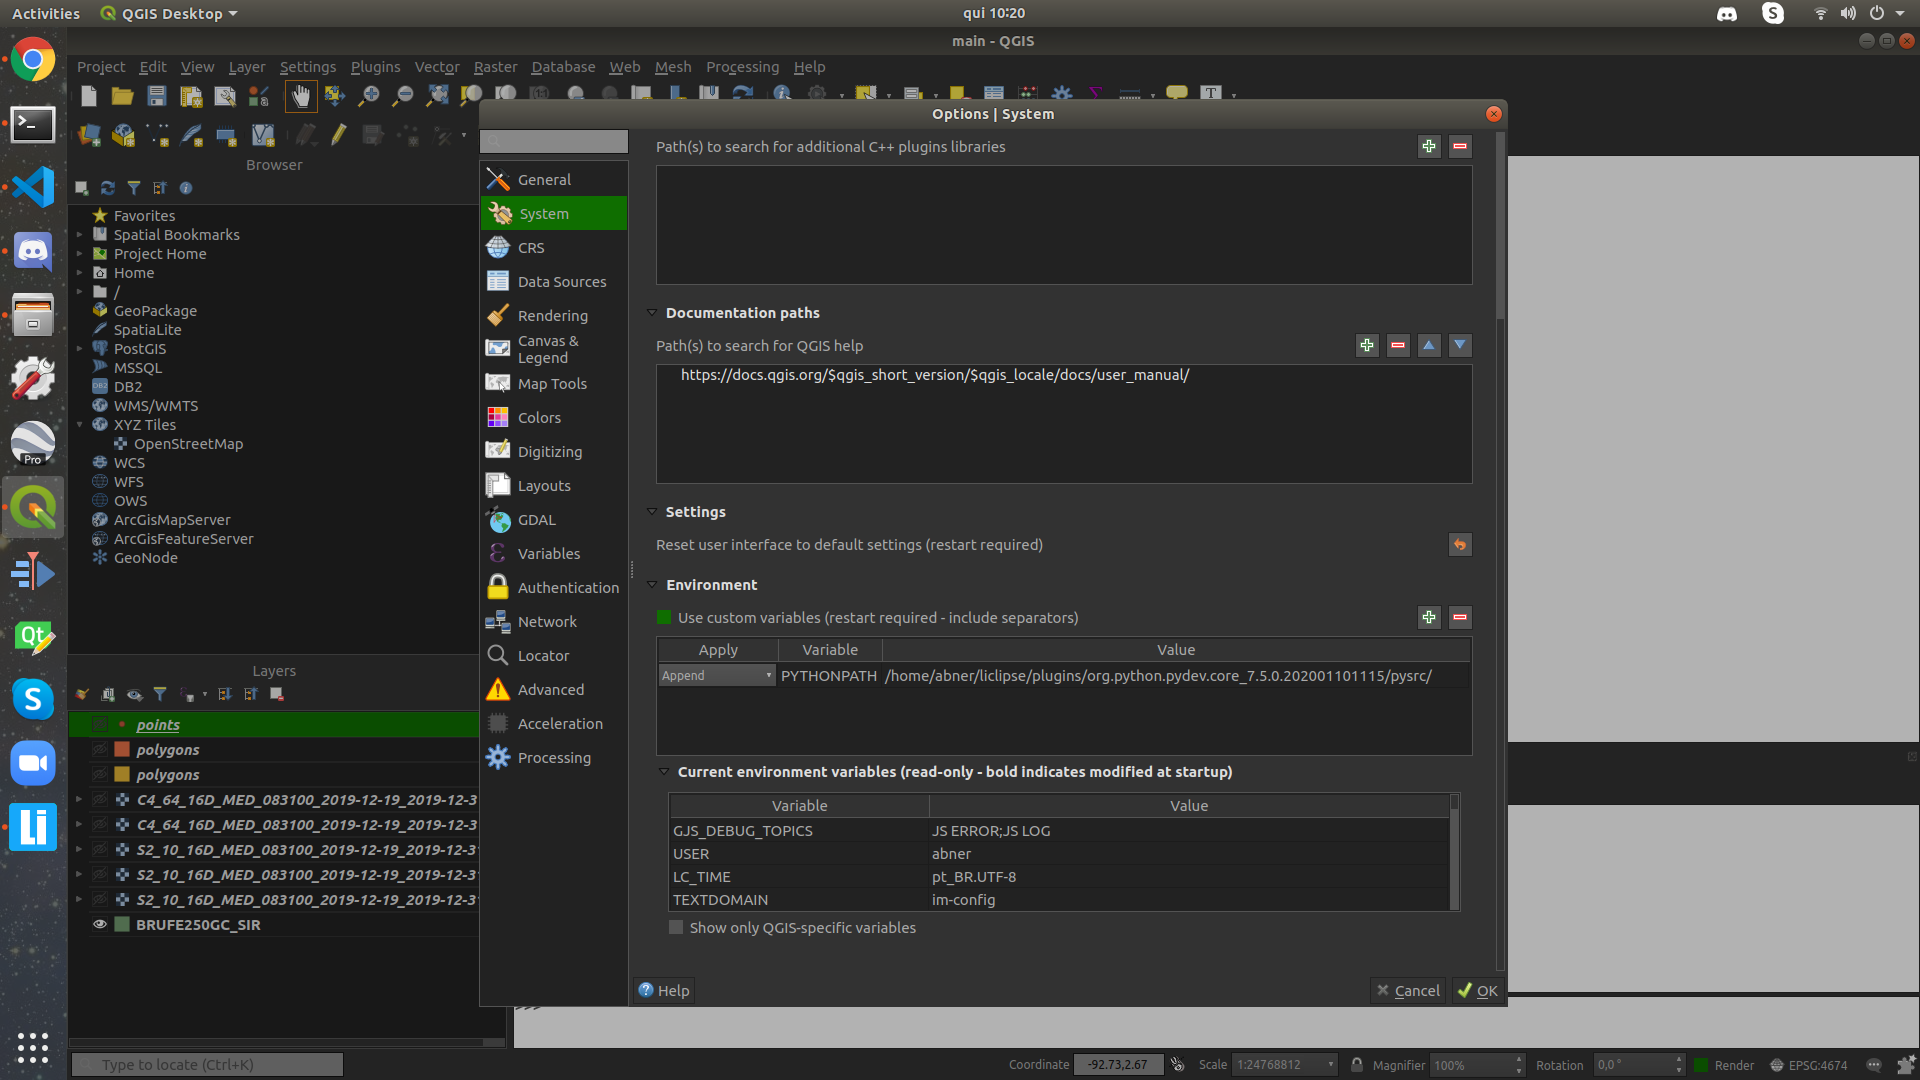 Activities
QGIS Desktop
qui 10:20
main - QGIS
Project Edit View Layer Settings Plugins Vector Raster Database Web Mesh Processing Help
Options | System
Browser
Favorites
Spatial Bookmarks
Project Home
Home
/
GeoPackage
SpatiaLite
PostGIS
MSSQL
DB2
WMS/WMTS
XYZ Tiles
OpenStreetMap
WCS
WFS
OWS
ArcGisMapServer
ArcGisFeatureServer
GeoNode
Layers
points
polygons
polygons
C4_64_16D_MED_083100_2019-12-19_2019-12-3
C4_64_16D_MED_083100_2019-12-19_2019-12-3
S2_10_16D_MED_083100_2019-12-19_2019-12-31
S2_10_16D_MED_083100_2019-12-19_2019-12-31
S2_10_16D_MED_083100_2019-12-19_2019-12-31
BRUFE250GC_SIR
General
System
CRS
Data Sources
Rendering
Canvas &
Legend
Map Tools
Colors
Digitizing
Layouts
GDAL
Variables
Authentication
Network
Locator
Advanced
Acceleration
Processing
Path(s) to search for additional C++ plugins libraries
Documentation paths
Path(s) to search for QGIS help
https://docs.qgis.org/$qgis_short_version/$qgis_locale/docs/user_manual/
Settings
Reset user interface to default settings (restart required)
Environment
Use custom variables (restart required - include separators)
Apply Variable Value
Append PYTHONPATH /home/abner/liclipse/plugins/org.python.pydev.core_7.5.0.202001101115/pysrc/
Current environment variables (read-only - bold indicates modified at startup)
Variable Value
GJS_DEBUG_TOPICS JS ERROR;JS LOG
USER abner
LC_TIME pt_BR.UTF-8
TEXTDOMAIN im-config
Show only QGIS-specific variables
Help
Cancel
OK
>>>
Pro
Qt
Type to locate (Ctrl+K)
Coordinate -92.73,2.67 Scale 1:24768812 Magnifier 100% Rotation 0,0 ° Render EPSG:4674